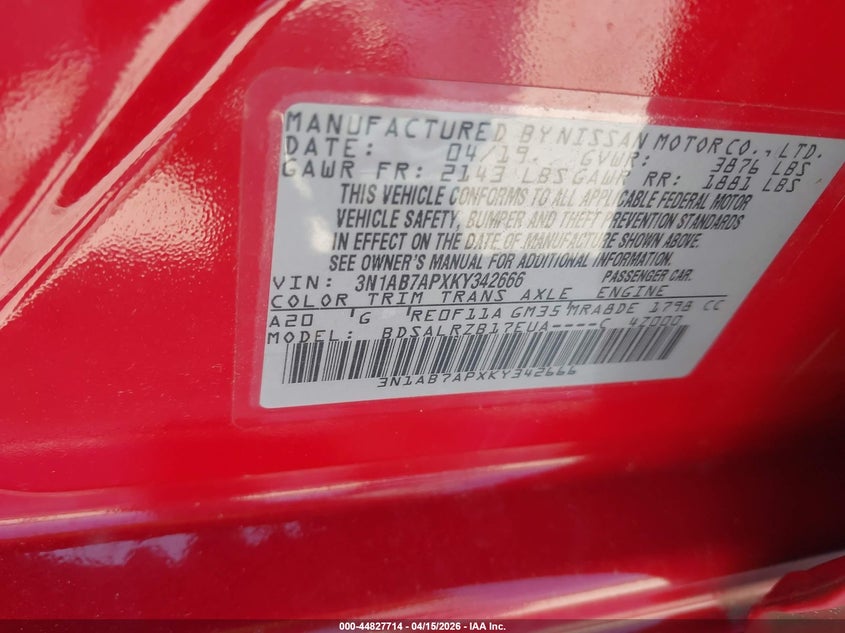 MANUFACTURED BY NISSAN MOTOR CO., LTD.
DATE: 04/19. GVWR: 3876 LBS
GAWR FR: 2143 LBS GAWR RR: 1881 LBS
THIS VEHICLE CONFORMS TO ALL APPLICABLE FEDERAL MOTOR
VEHICLE SAFETY, BUMPER AND THEFT PREVENTION STANDARDS
IN EFFECT ON THE DATE OF MANUFACTURE SHOWN ABOVE.
SEE OWNER'S MANUAL FOR ADDITIONAL INFORMATION.
VIN: 3N1AB7APXKY342666 PASSENGER CAR.
COLOR TRIM TRANS AXLE ENGINE
A20 'G 'RE0F11A GM35'MRA8DE 1798 CC
MODEL: BDSALRZB17EUA----C 47000
3N1AB7APXKY342666
000-44827714 - 04/15/2026 - IAA Inc.